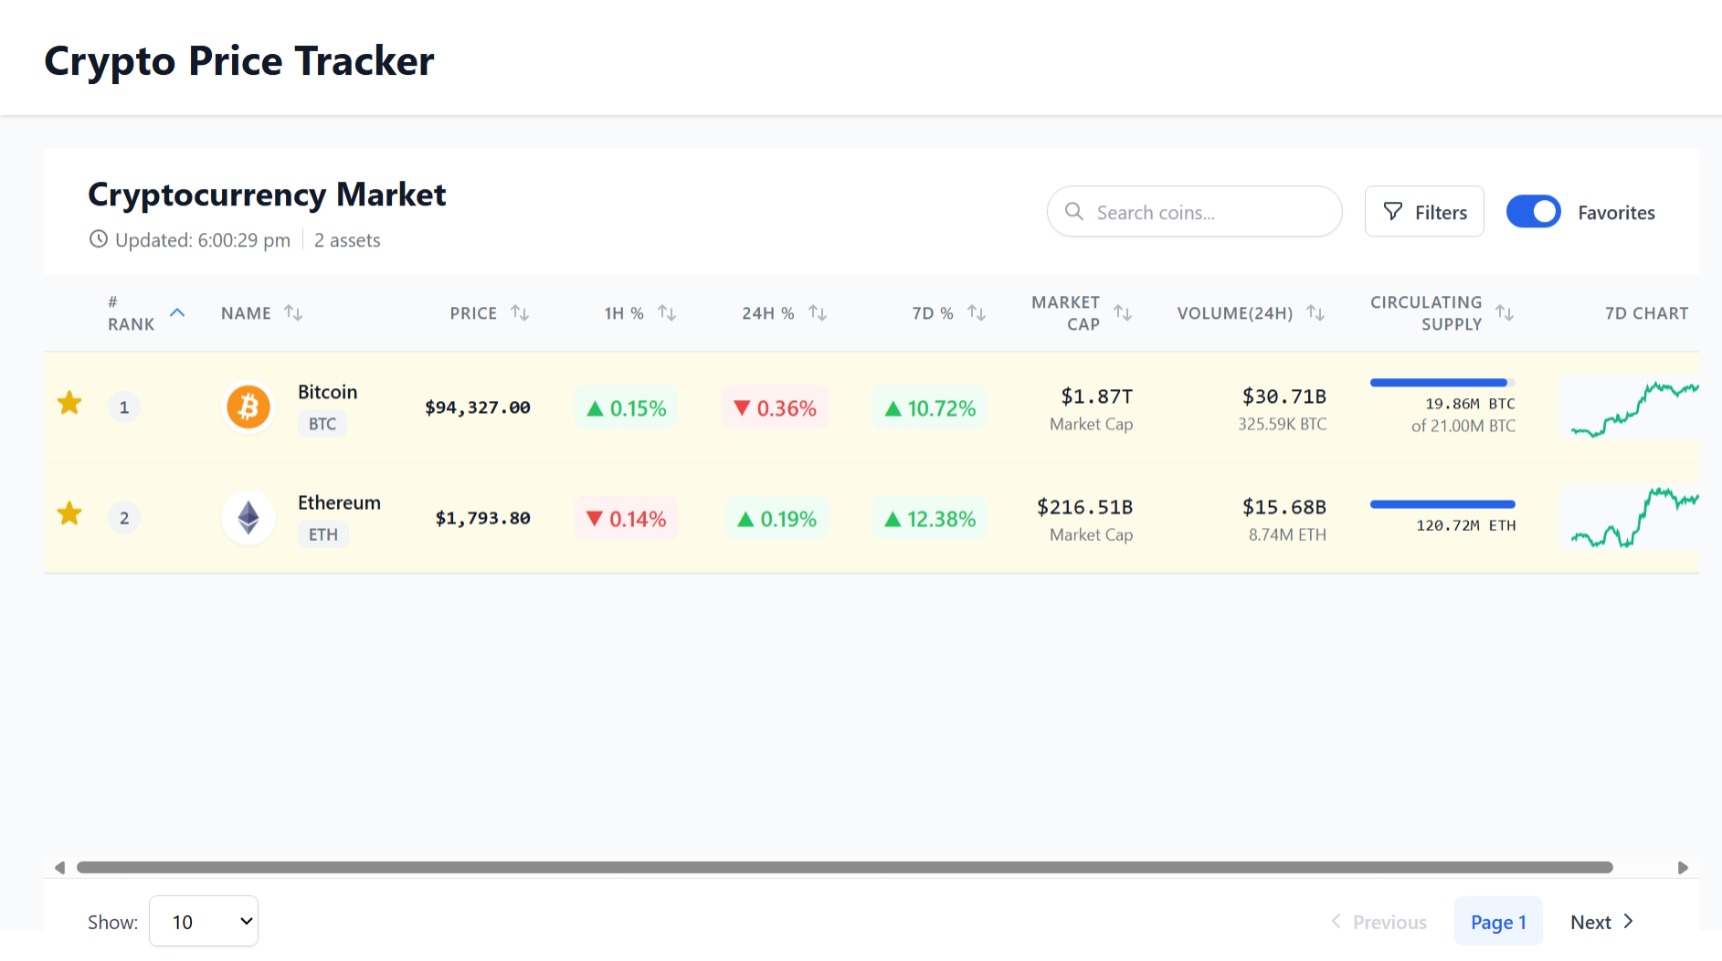 Crypto Price Tracker
Cryptocurrency Market
Updated: 6:00:29 pm 2 assets
Search coins...
Filters
Favorites
# RANK
NAME
PRICE
1H %
24H %
7D %
MARKET CAP
VOLUME(24H)
CIRCULATING SUPPLY
7D CHART
1
Bitcoin
BTC
$94,327.00
▲ 0.15%
▼ 0.36%
▲ 10.72%
$1.87T
Market Cap
$30.71B
325.59K BTC
19.86M BTC
of 21.00M BTC
2
Ethereum
ETH
$1,793.80
▼ 0.14%
▲ 0.19%
▲ 12.38%
$216.51B
Market Cap
$15.68B
8.74M ETH
120.72M ETH
Show: 10
Previous
Page 1
Next